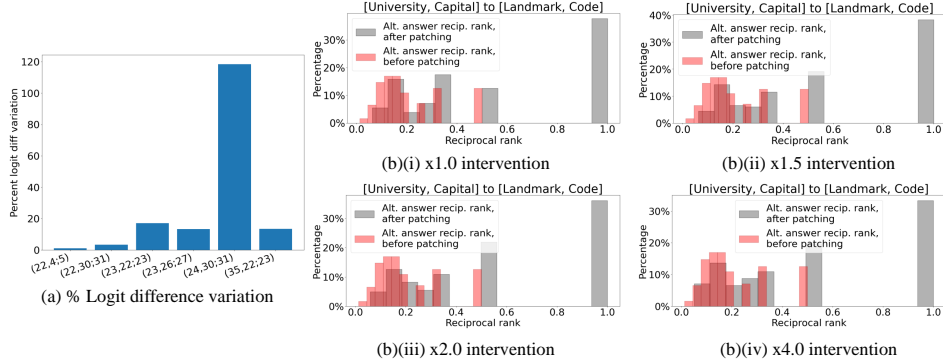 Percent logit diff variation
120
100
80
60
40
20
0
(22,4;5)
(22,30;31)
(23,22;23)
(23,26;27)
(24,30;31)
(35,22;23)
(a) % Logit difference variation
[University, Capital] to [Landmark, Code]
Percentage
30%
20%
10%
0%
Alt. answer recip. rank,
after patching
Alt. answer recip. rank,
before patching
0.0 0.2 0.4 0.6 0.8 1.0
Reciprocal rank
(b)(i) x1.0 intervention
[University, Capital] to [Landmark, Code]
Percentage
40%
30%
20%
10%
0%
Alt. answer recip. rank,
after patching
Alt. answer recip. rank,
before patching
0.0 0.2 0.4 0.6 0.8 1.0
Reciprocal rank
(b)(ii) x1.5 intervention
[University, Capital] to [Landmark, Code]
Percentage
30%
20%
10%
0%
Alt. answer recip. rank,
after patching
Alt. answer recip. rank,
before patching
0.0 0.2 0.4 0.6 0.8 1.0
Reciprocal rank
(b)(iii) x2.0 intervention
[University, Capital] to [Landmark, Code]
Percentage
30%
20%
10%
0%
Alt. answer recip. rank,
after patching
Alt. answer recip. rank,
before patching
0.0 0.2 0.4 0.6 0.8 1.0
Reciprocal rank
(b)(iv) x4.0 intervention